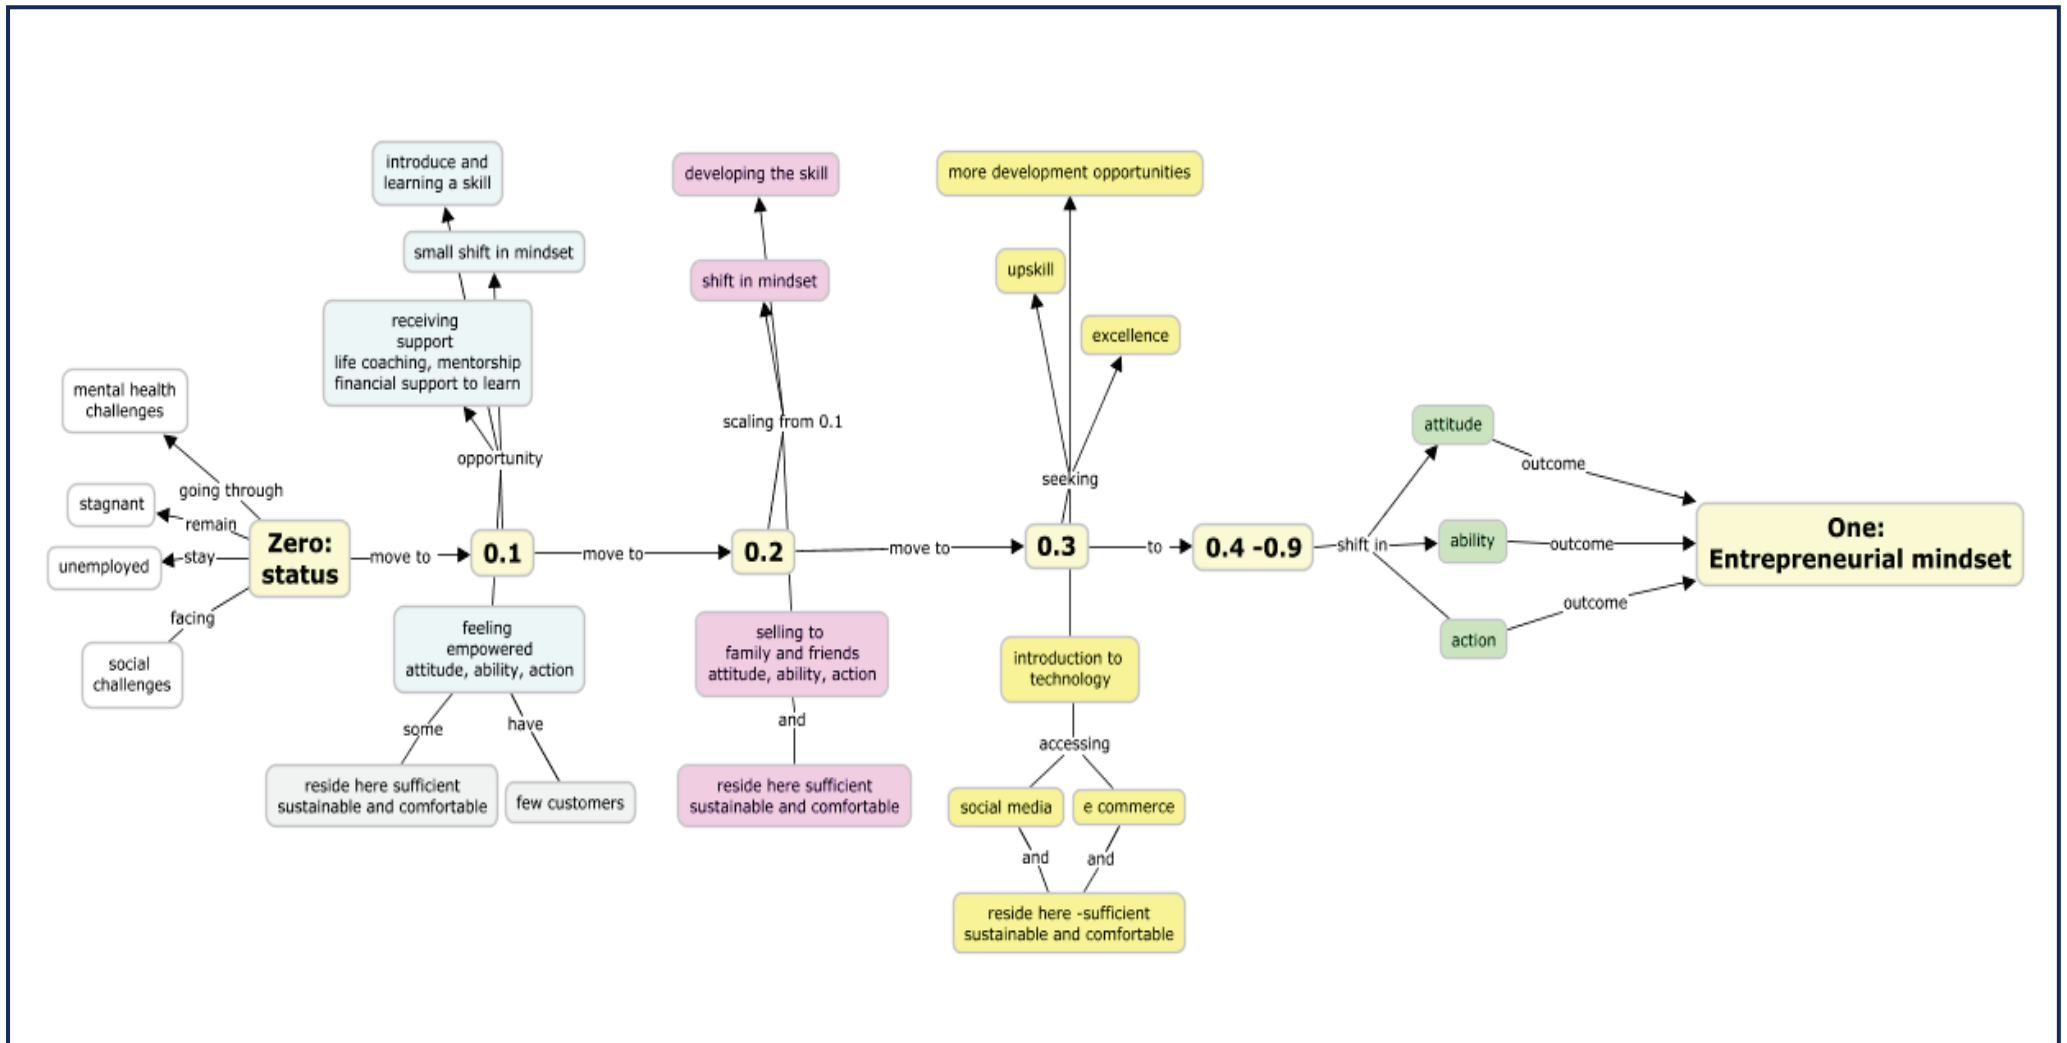 introduce and
learning a skill
small shift in mindset
receiving
support
life coaching, mentorship
financial support to learn
opportunity
developing the skill
shift in mindset
scaling from 0.1
more development opportunities
upskill
excellence
seeking
mental health
challenges
going through
stagnant
remain
unemployed
stay
facing
social
challenges
Zero:
status
move to
0.1
move to
0.2
move to
0.3
to
0.4 -0.9
shift in
attitude
outcome
ability
outcome
action
outcome
One:
Entrepreneurial mindset
feeling
empowered
attitude, ability, action
some
have
reside here sufficient
sustainable and comfortable
few customers
selling to
family and friends
attitude, ability, action
and
reside here sufficient
sustainable and comfortable
introduction to
technology
accessing
social media
e commerce
and
and
reside here -sufficient
sustainable and comfortable